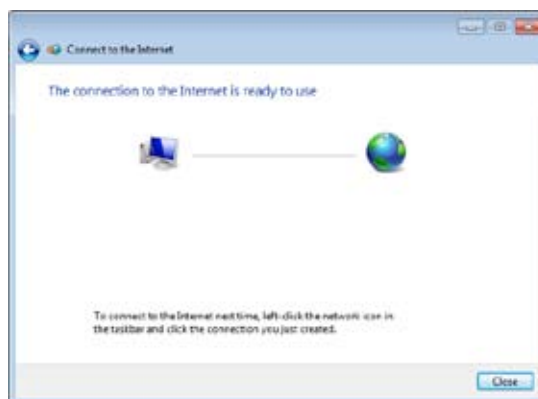 Connect to the Internet
The connection to the Internet is ready to use
To connect to the Internet next time, left-click the network icon in
the taskbar and click the connection you just created.
Close